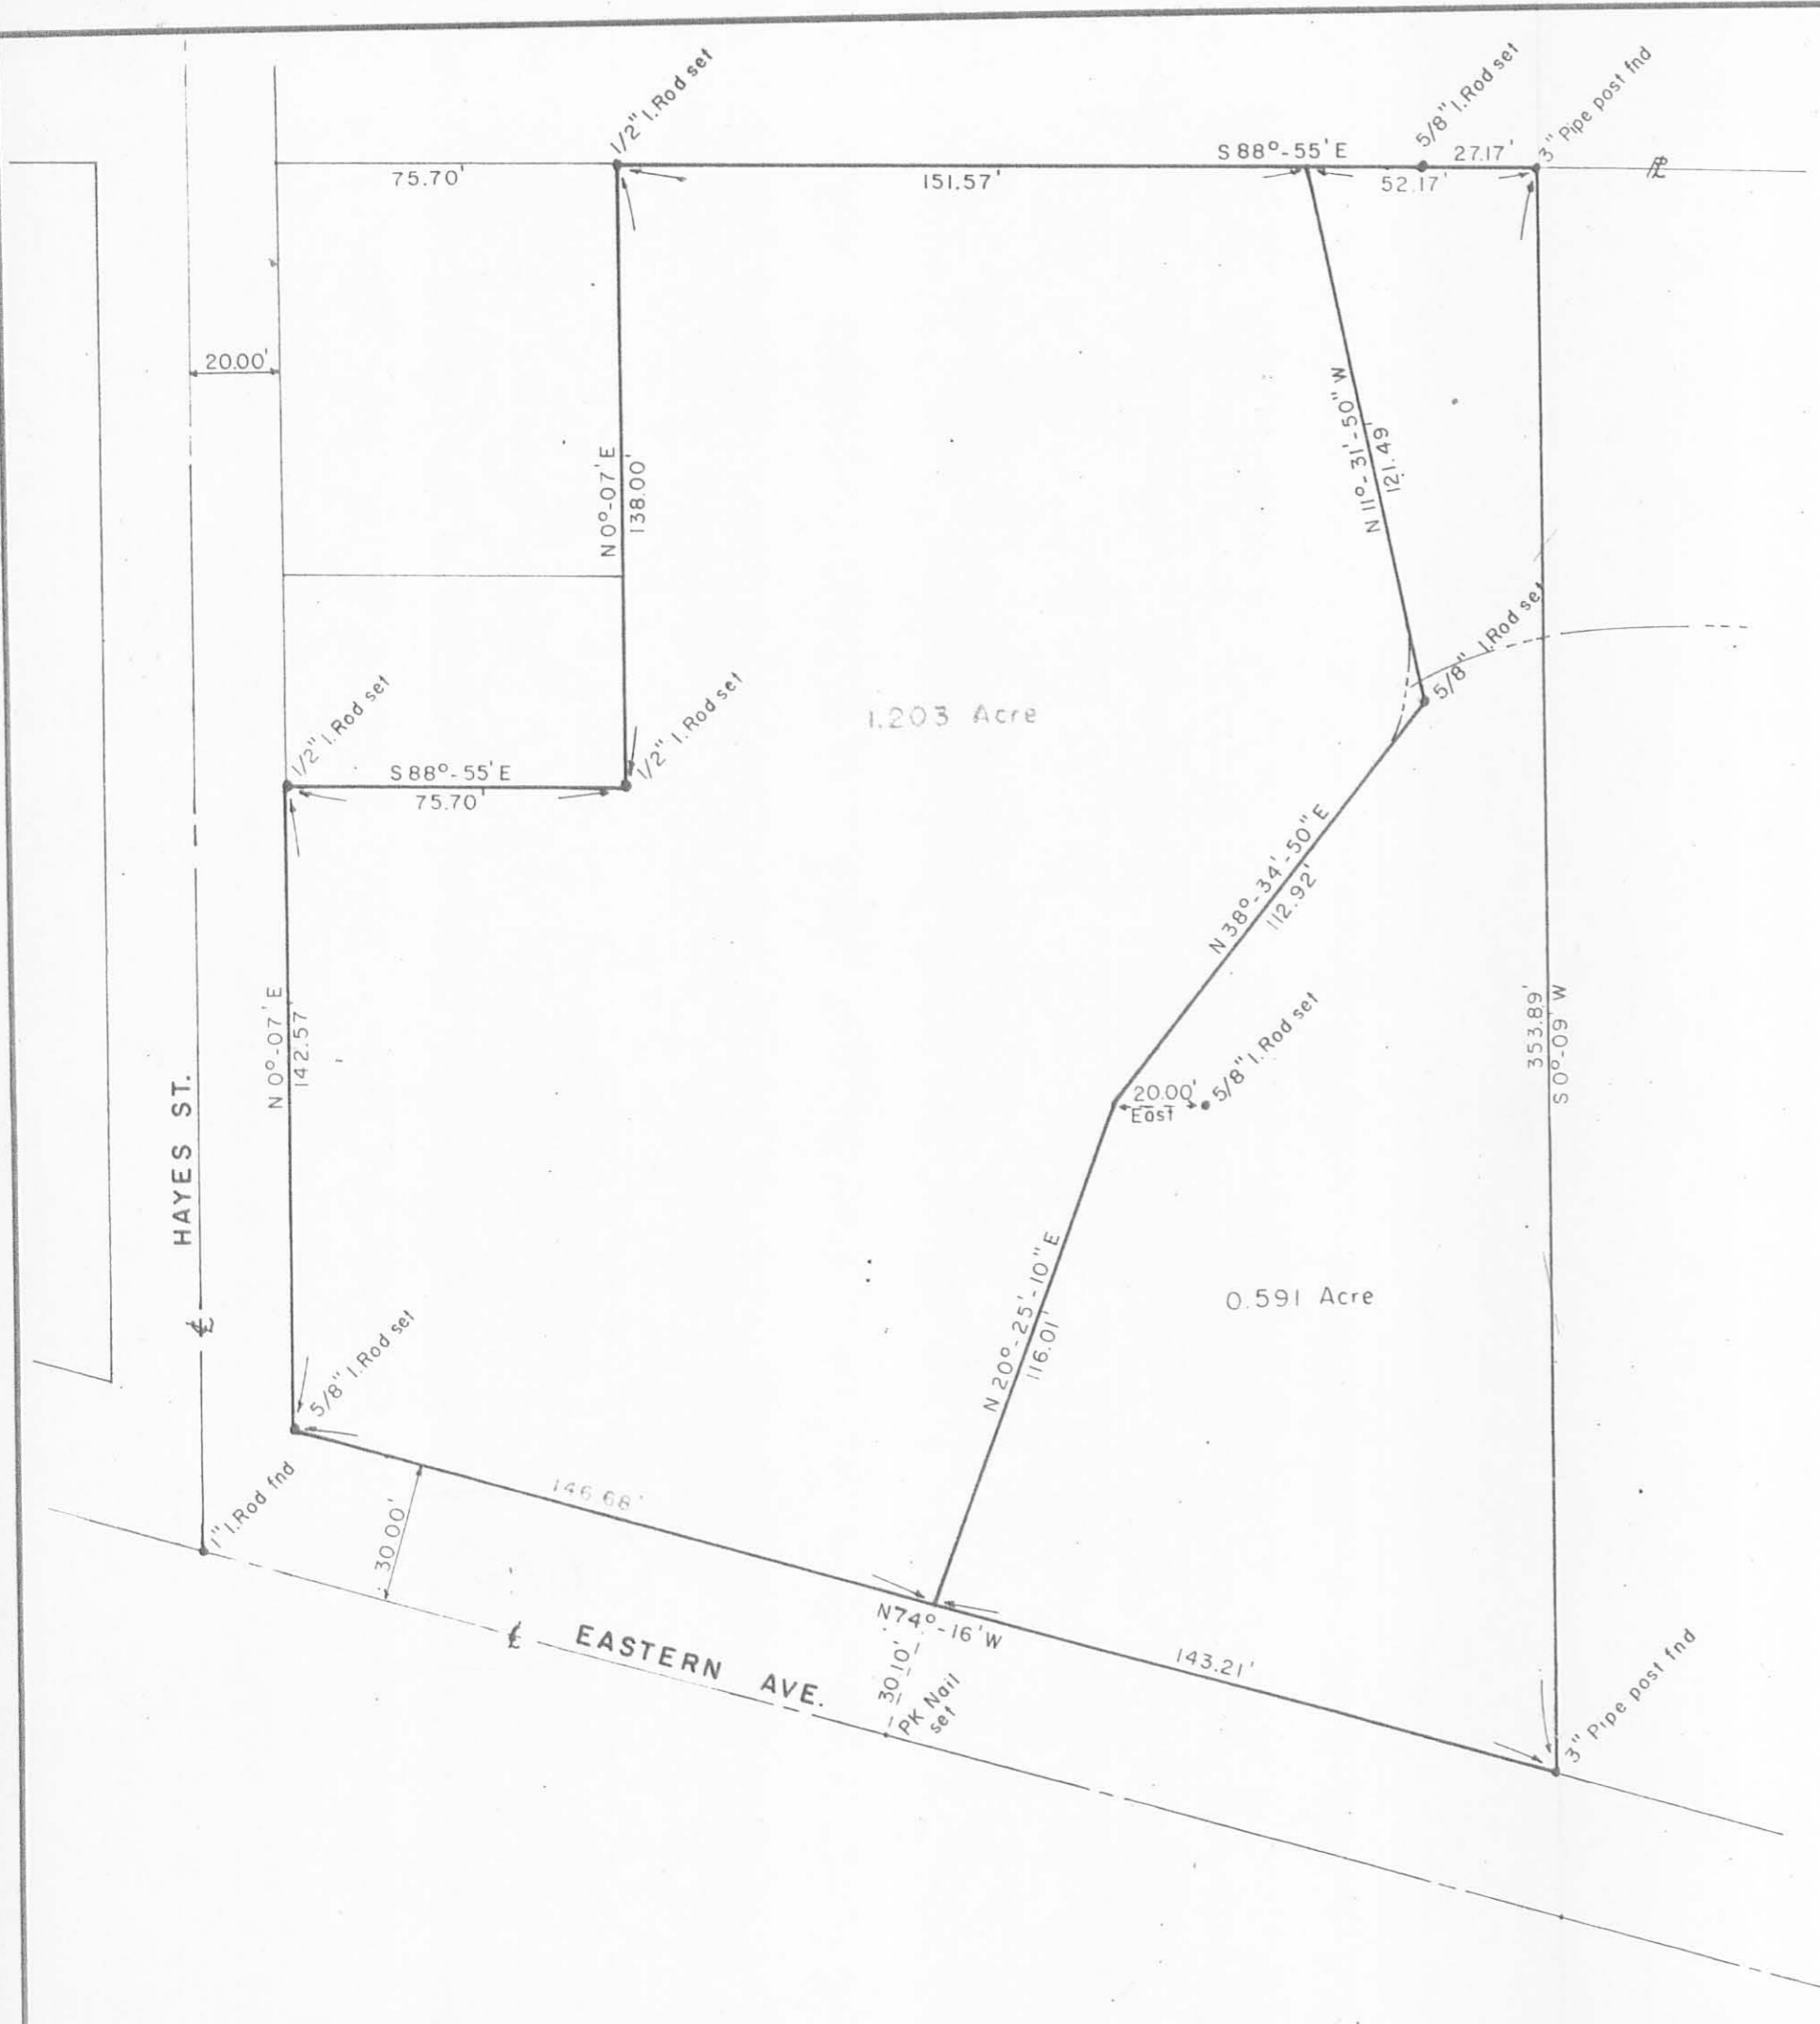 1/2" I.Rod set
5/8" I.Rod set
3" Pipe post fnd
S 88°-55' E
27.17'
75.70'
151.57'
52.17'
PL
20.00'
N 0°-07' E
138.00'
N 11°-31'-50" W
121.49'
5/8" I.Rod set
1/2" I.Rod set
1/2" I.Rod set
1.203 Acre
S 88°-55' E
75.70'
N 38°-34'-50" E
112.92'
N 0°-07' E
142.57'
353.89'
S 0°-09' W
20.00'
East
5/8" I.Rod set
HAYES ST.
N 20°-25'-10" E
116.01'
0.591 Acre
CL
5/8" I.Rod set
1" I.Rod fnd
146.68'
30.00'
N 74°-16' W
143.21'
CL
EASTERN AVE.
30.10'
PK Nail
set
3" Pipe post fnd